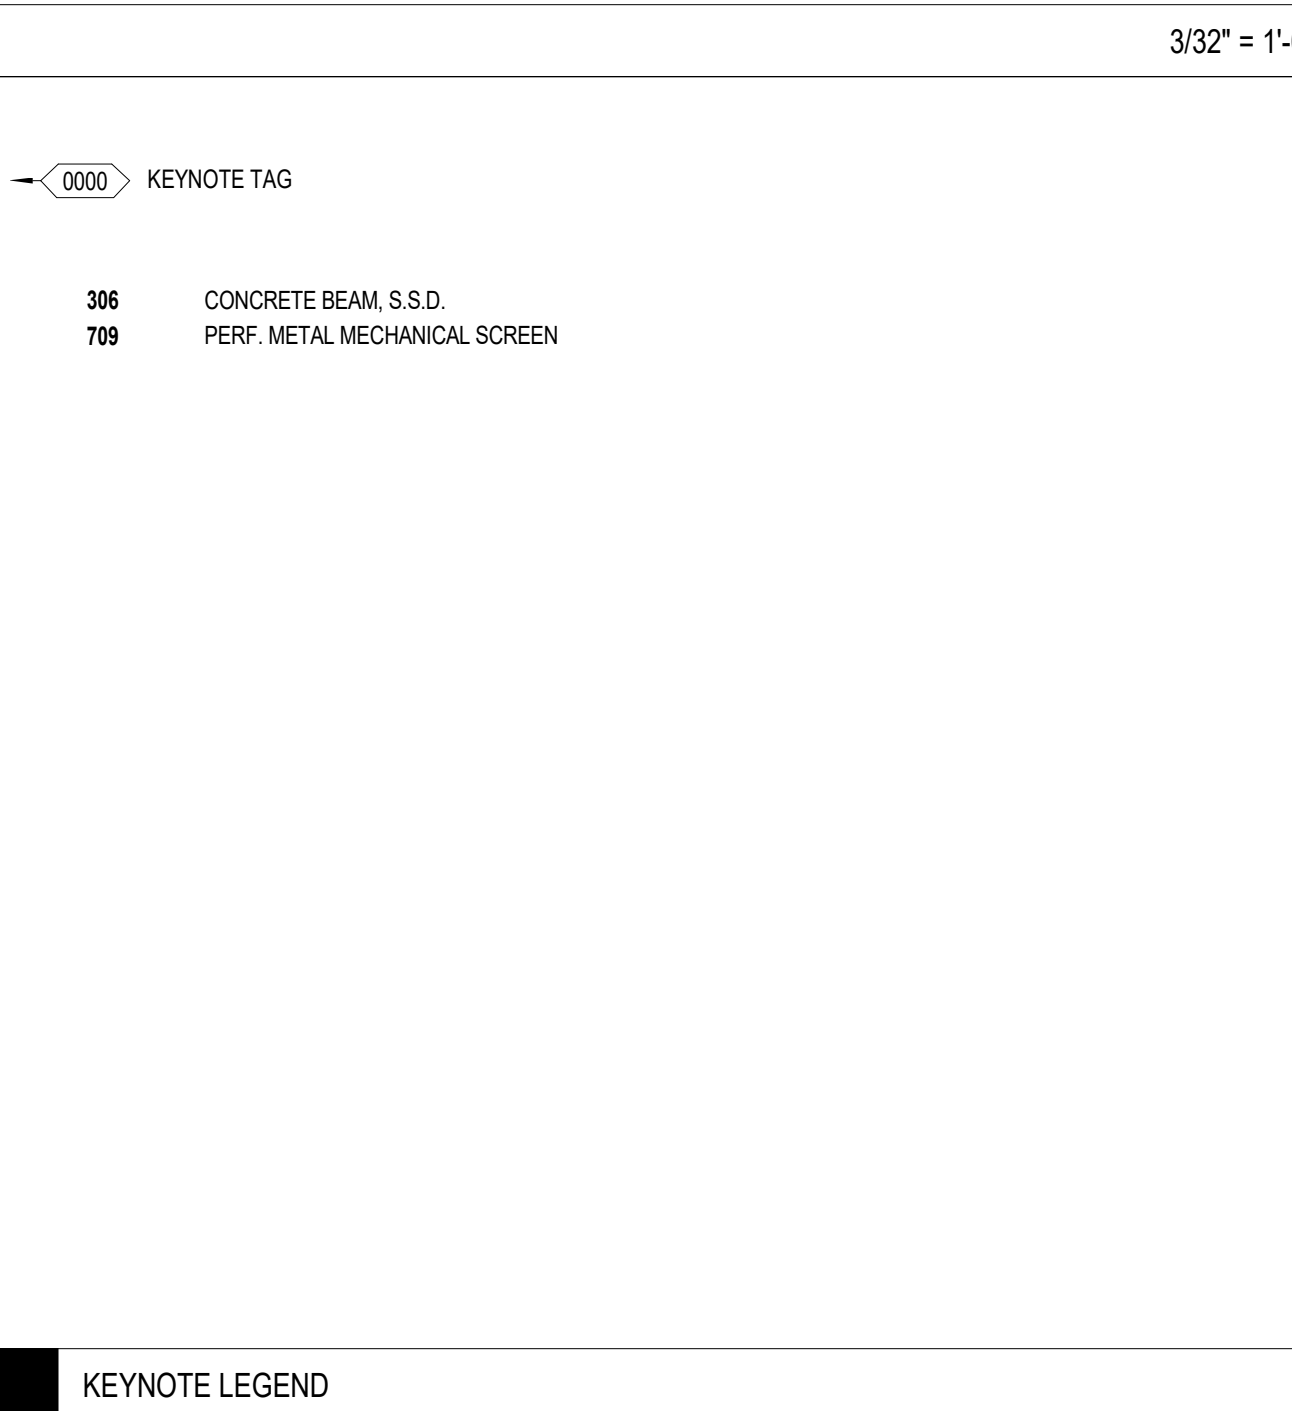 3/32" = 1'-
0000 KEYNOTE TAG
306 CONCRETE BEAM, S.S.D.
709 PERF. METAL MECHANICAL SCREEN
KEYNOTE LEGEND